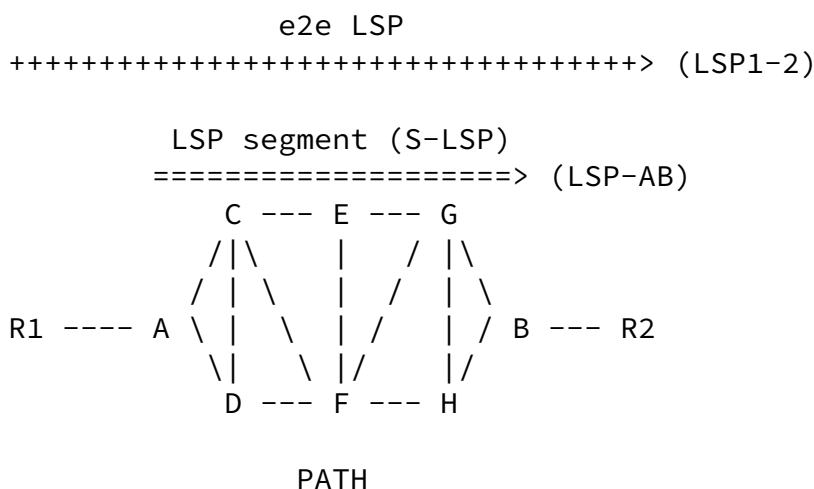 e2e LSP
+++++++++++++++++++++++++++++++++++> (LSP1-2)

         LSP segment (S-LSP)
        ====================> (LSP-AB)
            C --- E --- G
           /|\    |    / |\
          / | \   |   /  | \
R1 ---- A \ |  \  | /    | / B --- R2
           \|   \ |/     |/
            D --- F --- H

                PATH